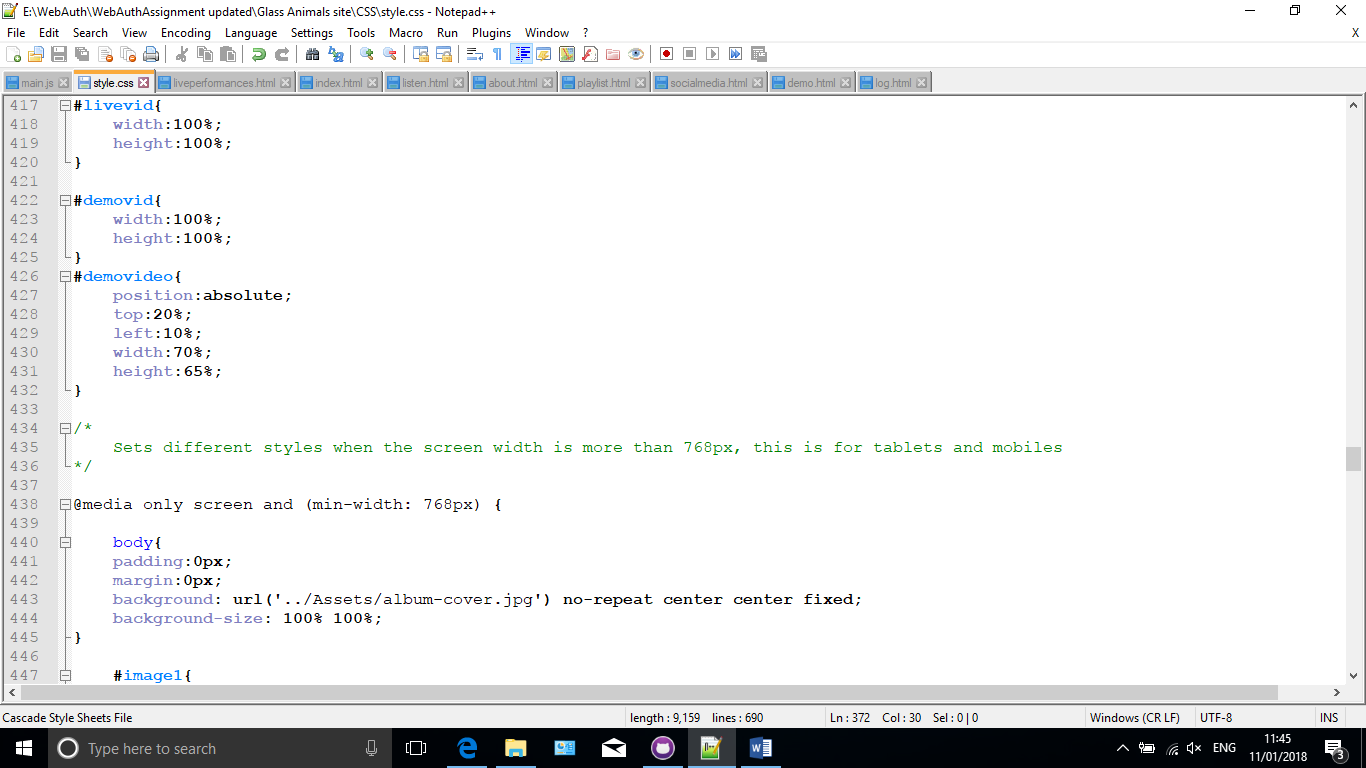 E:\WebAuth\WebAuthAssignment updated\Glass Animals site\CSS\style.css - Notepad++
File Edit Search View Encoding Language Settings Tools Macro Run Plugins Window ? X
main.js style.css liveperformances.html index.html listen.html about.html playlist.html socialmedia.html demo.html log.html
417 #livevid{
418 width:100%;
419 height:100%;
420 }
421
422 #demovid{
423 width:100%;
424 height:100%;
425 }
426 #demovideo{
427 position:absolute;
428 top:20%;
429 left:10%;
430 width:70%;
431 height:65%;
432 }
433
434 /*
435 Sets different styles when the screen width is more than 768px, this is for tablets and mobiles
436 */
437
438 @media only screen and (min-width: 768px) {
439
440 body{
441 padding:0px;
442 margin:0px;
443 background: url('../Assets/album-cover.jpg') no-repeat center center fixed;
444 background-size: 100% 100%;
445 }
446
447 #image1{
Cascade Style Sheets File length : 9,159 lines : 690 Ln : 372 Col : 30 Sel : 0 | 0 Windows (CR LF) UTF-8 INS
Type here to search ENG 11:45
11/01/2018 3